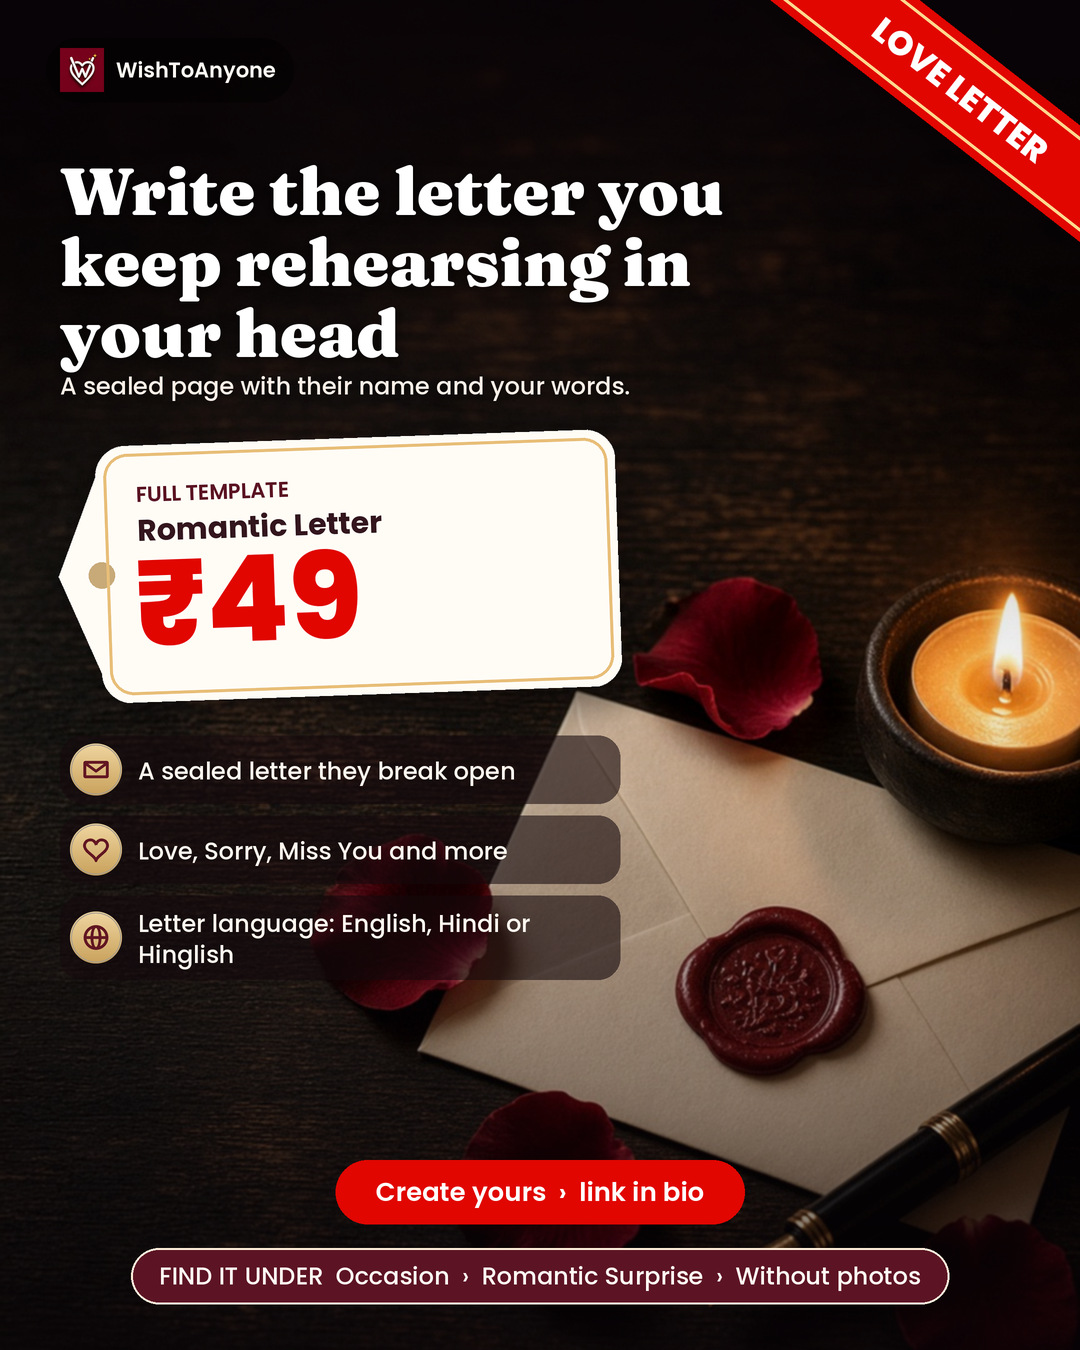 WishToAnyone
LOVE LETTER
Write the letter you
keep rehearsing in
your head
A sealed page with their name and your words.
FULL TEMPLATE
Romantic Letter
₹49
A sealed letter they break open
Love, Sorry, Miss You and more
Letter language: English, Hindi or
Hinglish
Create yours › link in bio
FIND IT UNDER Occasion › Romantic Surprise › Without photos